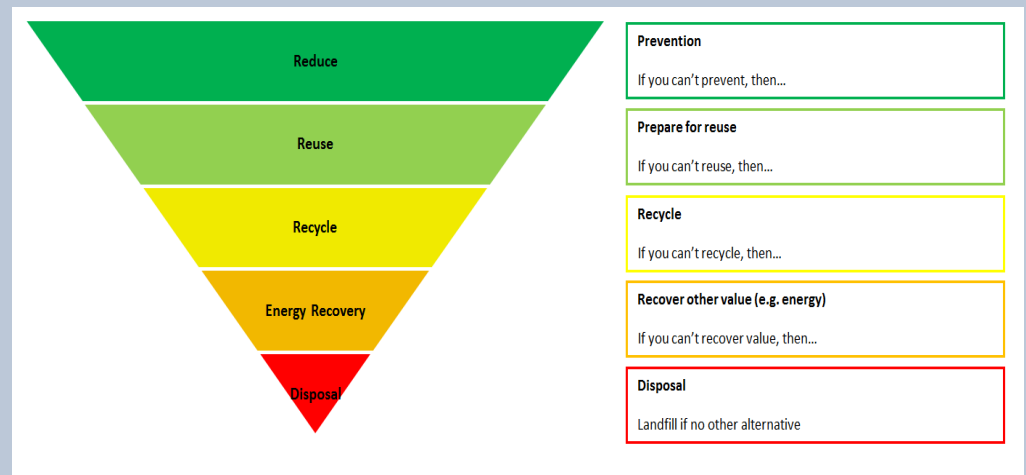 Reduce
Reuse
Recycle
Energy Recovery
Disposal
Prevention
If you can't prevent, then...
Prepare for reuse
If you can't reuse, then...
Recycle
If you can't recycle, then...
Recover other value (e.g. energy)
If you can't recover value, then...
Disposal
Landfill if no other alternative